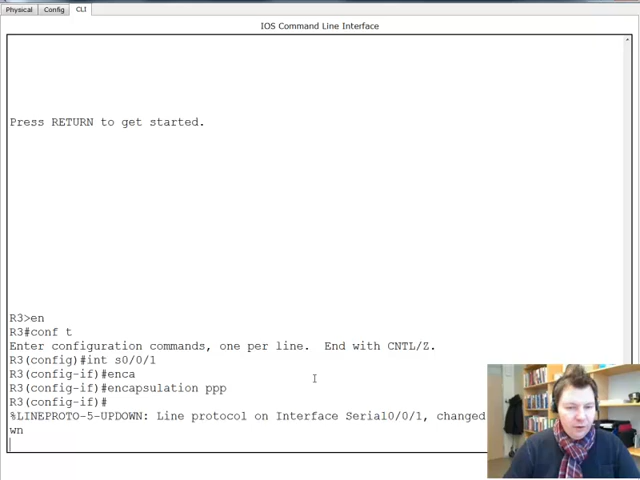 Physical Config CLI
IOS Command Line Interface
Press RETURN to get started.
R3>en
R3#conf t
Enter configuration commands, one per line.  End with CNTL/Z.
R3(config)#int s0/0/1
R3(config-if)#enca
R3(config-if)#encapsulation ppp
R3(config-if)#
%LINEPROTO-5-UPDOWN: Line protocol on Interface Serial0/0/1, changed
wn